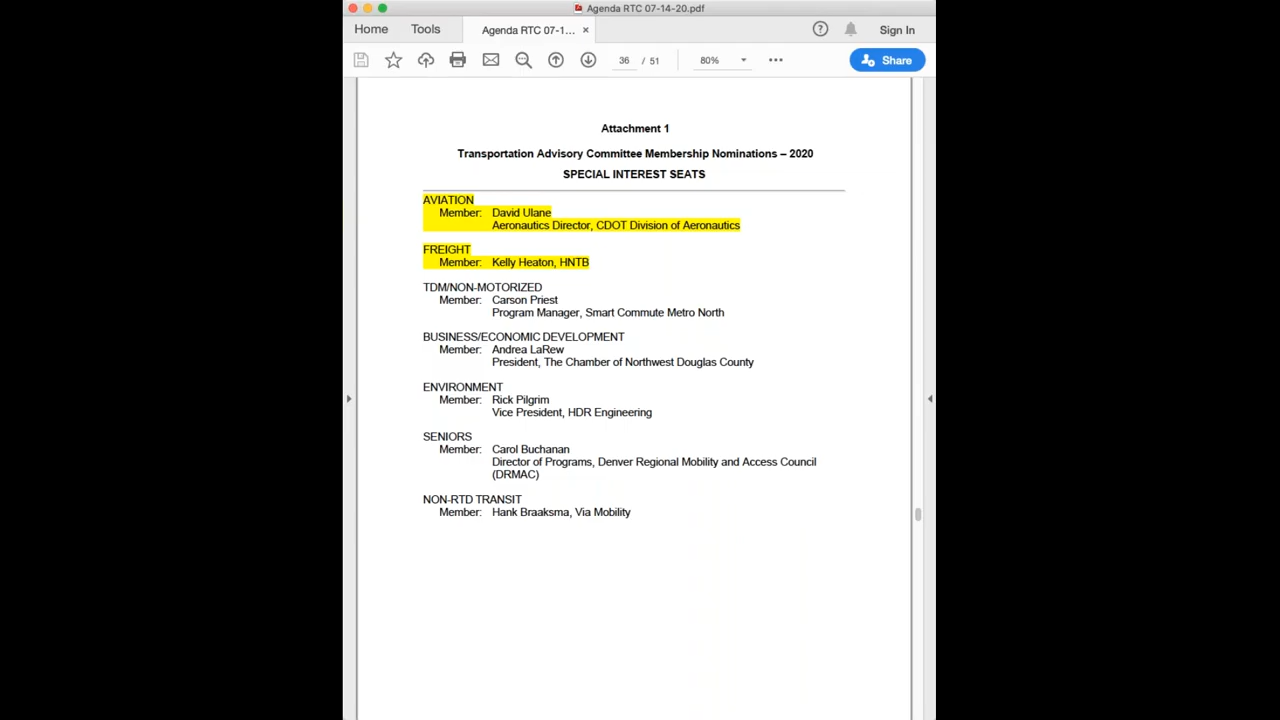 Agenda RTC 07-14-20.pdf
Home Tools Agenda RTC 07-1... × Sign In
36 / 51 80% Share
Attachment 1
Transportation Advisory Committee Membership Nominations – 2020
SPECIAL INTEREST SEATS
AVIATION
Member: David Ulane
Aeronautics Director, CDOT Division of Aeronautics
FREIGHT
Member: Kelly Heaton, HNTB
TDM/NON-MOTORIZED
Member: Carson Priest
Program Manager, Smart Commute Metro North
BUSINESS/ECONOMIC DEVELOPMENT
Member: Andrea LaRew
President, The Chamber of Northwest Douglas County
ENVIRONMENT
Member: Rick Pilgrim
Vice President, HDR Engineering
SENIORS
Member: Carol Buchanan
Director of Programs, Denver Regional Mobility and Access Council
(DRMAC)
NON-RTD TRANSIT
Member: Hank Braaksma, Via Mobility